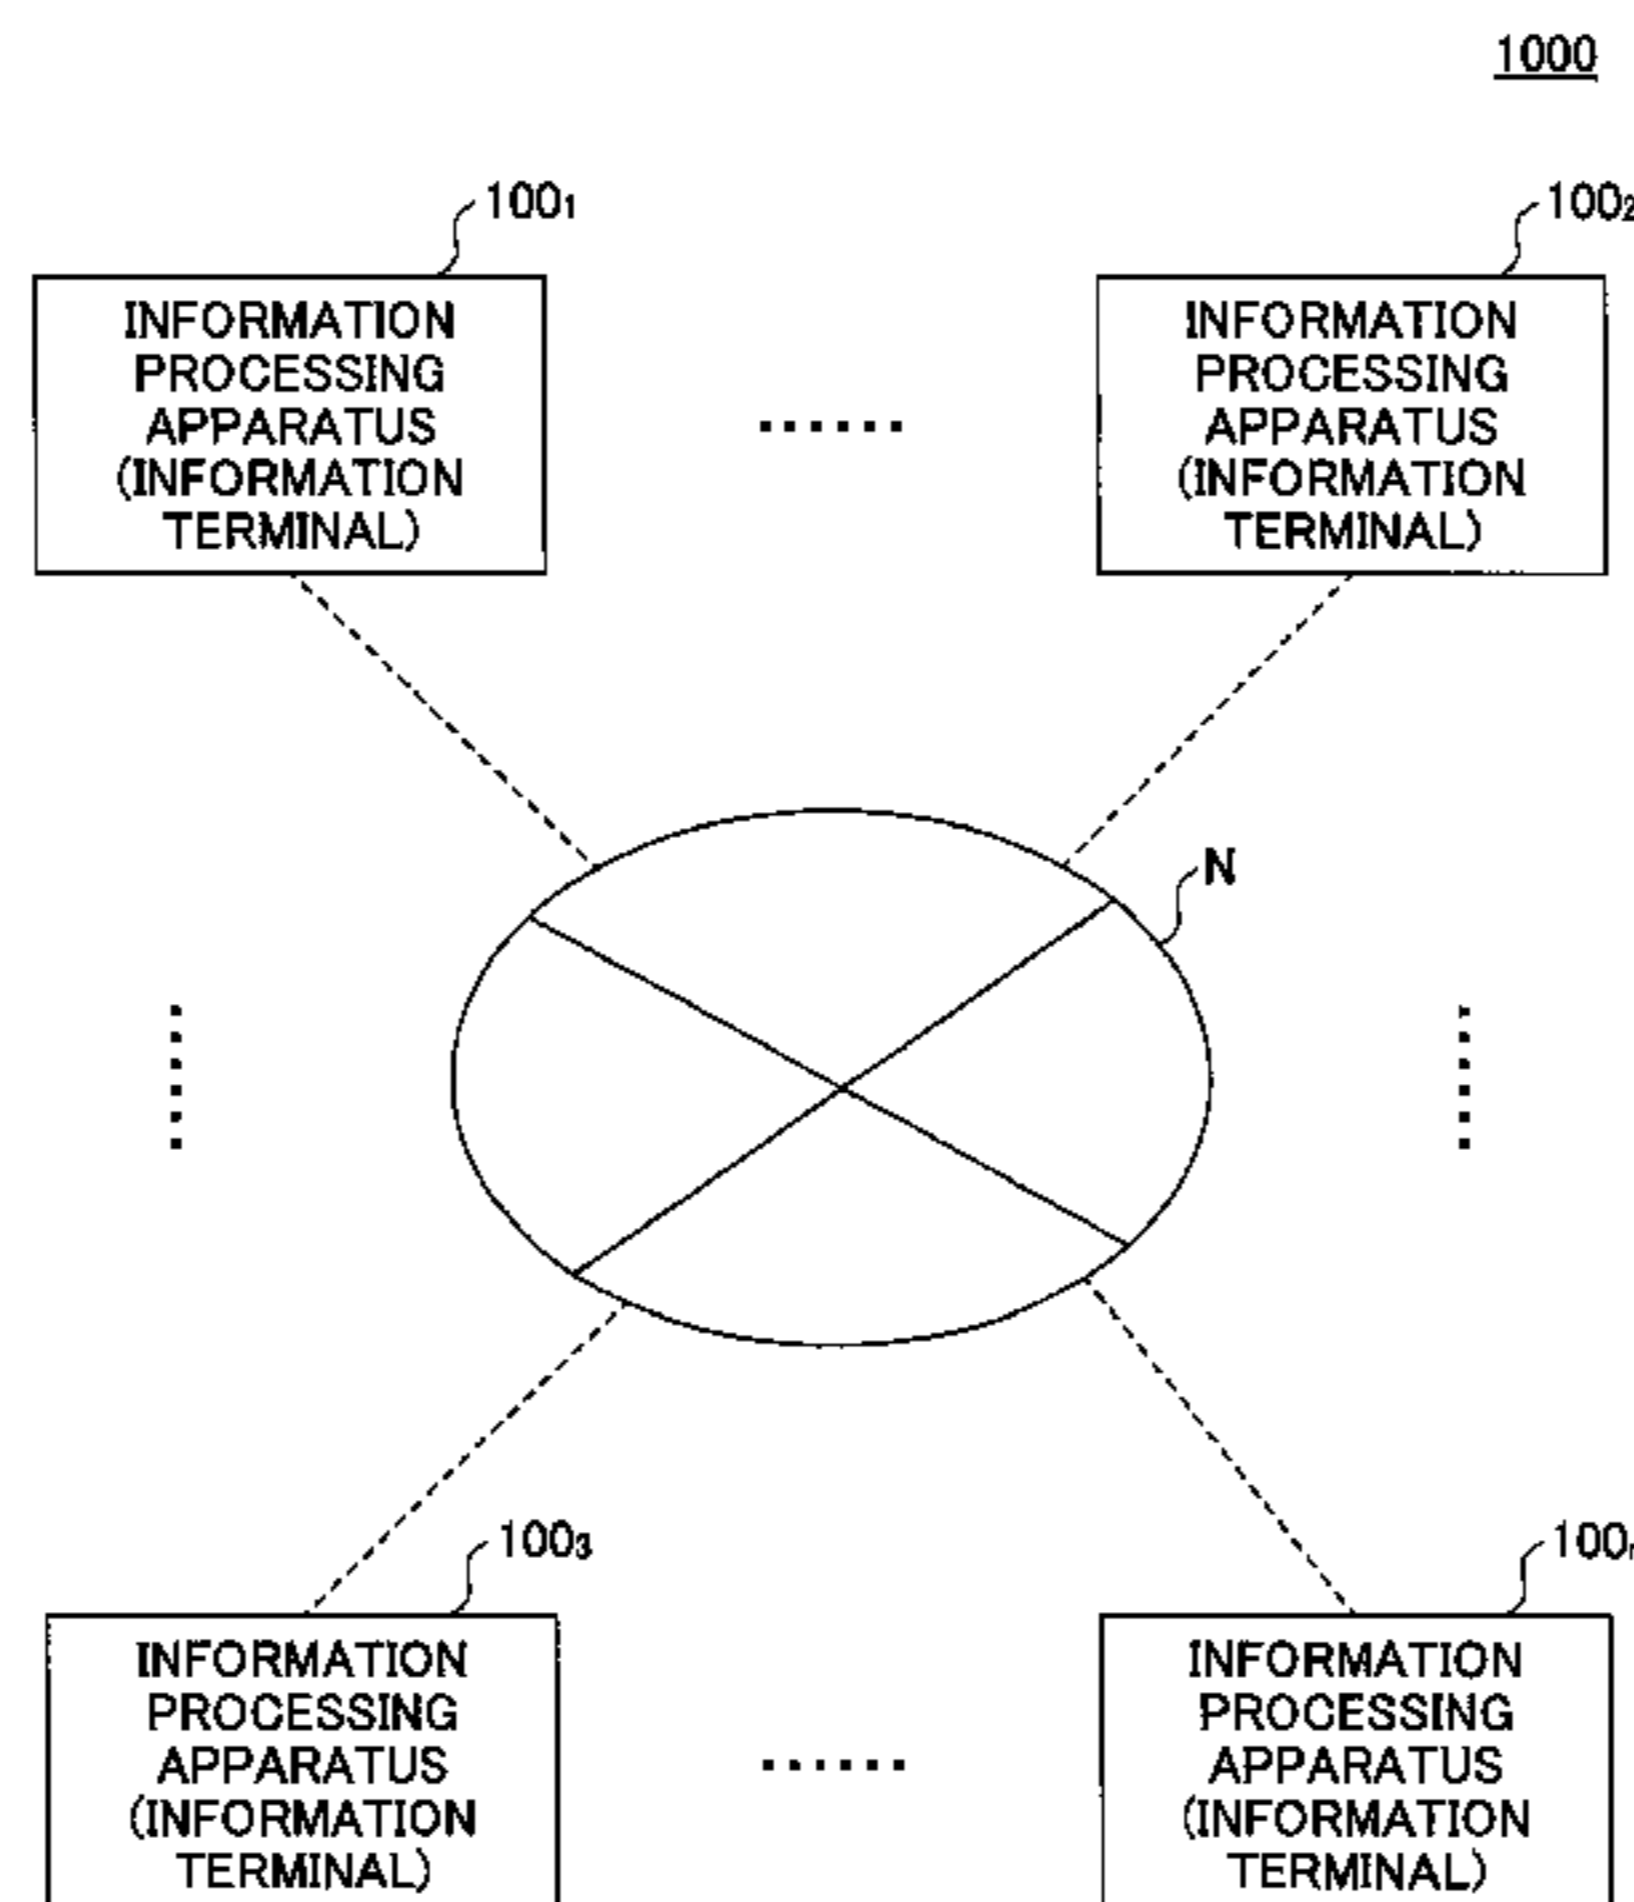 1000
100₁
100₂
INFORMATION
PROCESSING
APPARATUS
(INFORMATION
TERMINAL)
INFORMATION
PROCESSING
APPARATUS
(INFORMATION
TERMINAL)
N
100₃
INFORMATION
PROCESSING
APPARATUS
(INFORMATION
TERMINAL)
INFORMATION
PROCESSING
APPARATUS
(INFORMATION
TERMINAL)